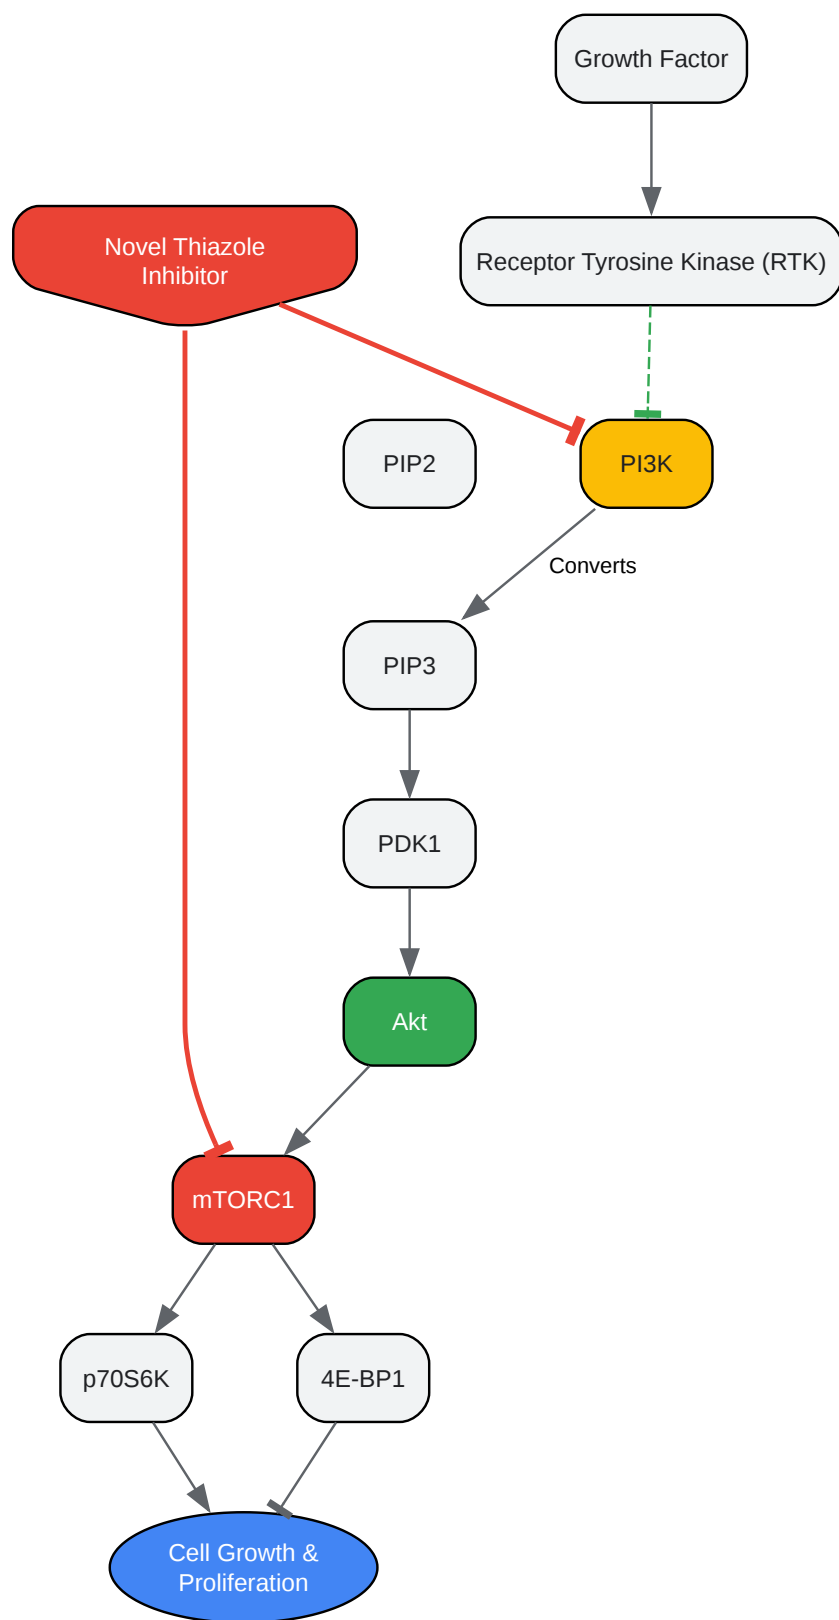 Growth Factor
Novel Thiazole
Inhibitor
Receptor Tyrosine Kinase (RTK)
PIP2
PI3K
Converts
PIP3
PDK1
Akt
mTORC1
p70S6K
4E-BP1
Cell Growth &
Proliferation